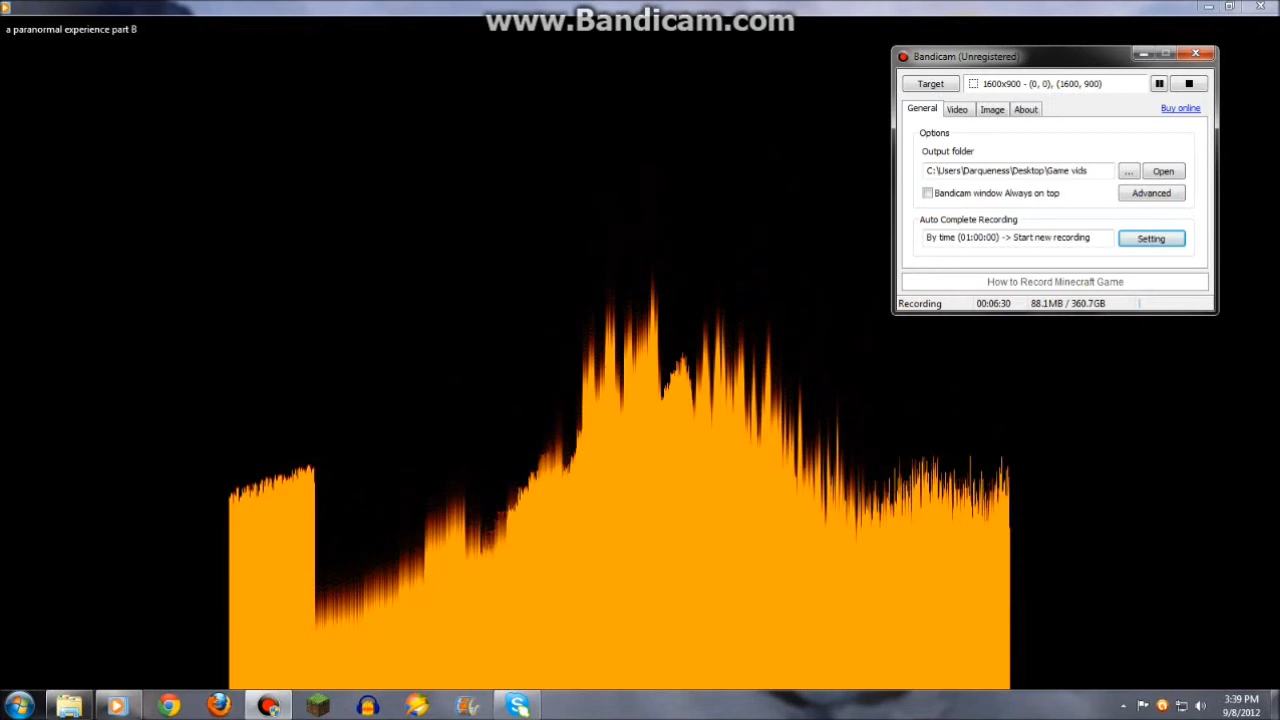 www.Bandicam.com
a paranormal experience part B
Bandicam (Unregistered)
Target
1600x900 - (0, 0), (1600, 900)
General
Video
Image
About
Buy online
Options
Output folder
C:\Users\Darqueness\Desktop\Game vids
...
Open
Bandicam window Always on top
Advanced
Auto Complete Recording
By time (01:00:00) -> Start new recording
Setting
How to Record Minecraft Game
Recording
00:06:30
88.1MB / 360.7GB
3:39 PM
9/8/2012